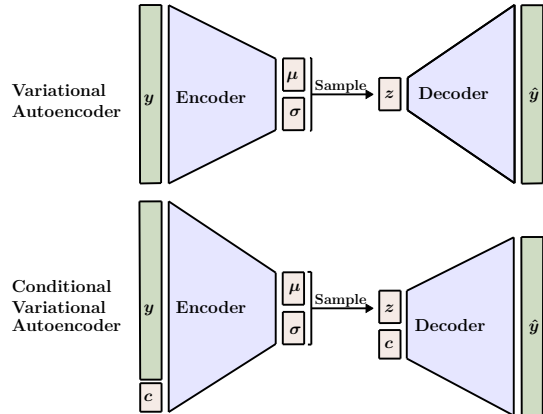 Variational
Autoencoder
y
Encoder
μ
σ
Sample
z
Decoder
ŷ
Conditional
Variational
Autoencoder
y
c
Encoder
μ
σ
Sample
z
c
Decoder
ŷ